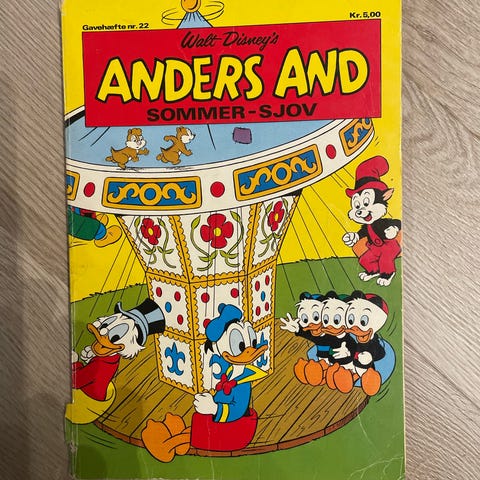 Gavehæfte nr. 22
Kr. 5,00
Walt Disney's
ANDERS AND
SOMMER-SJOV